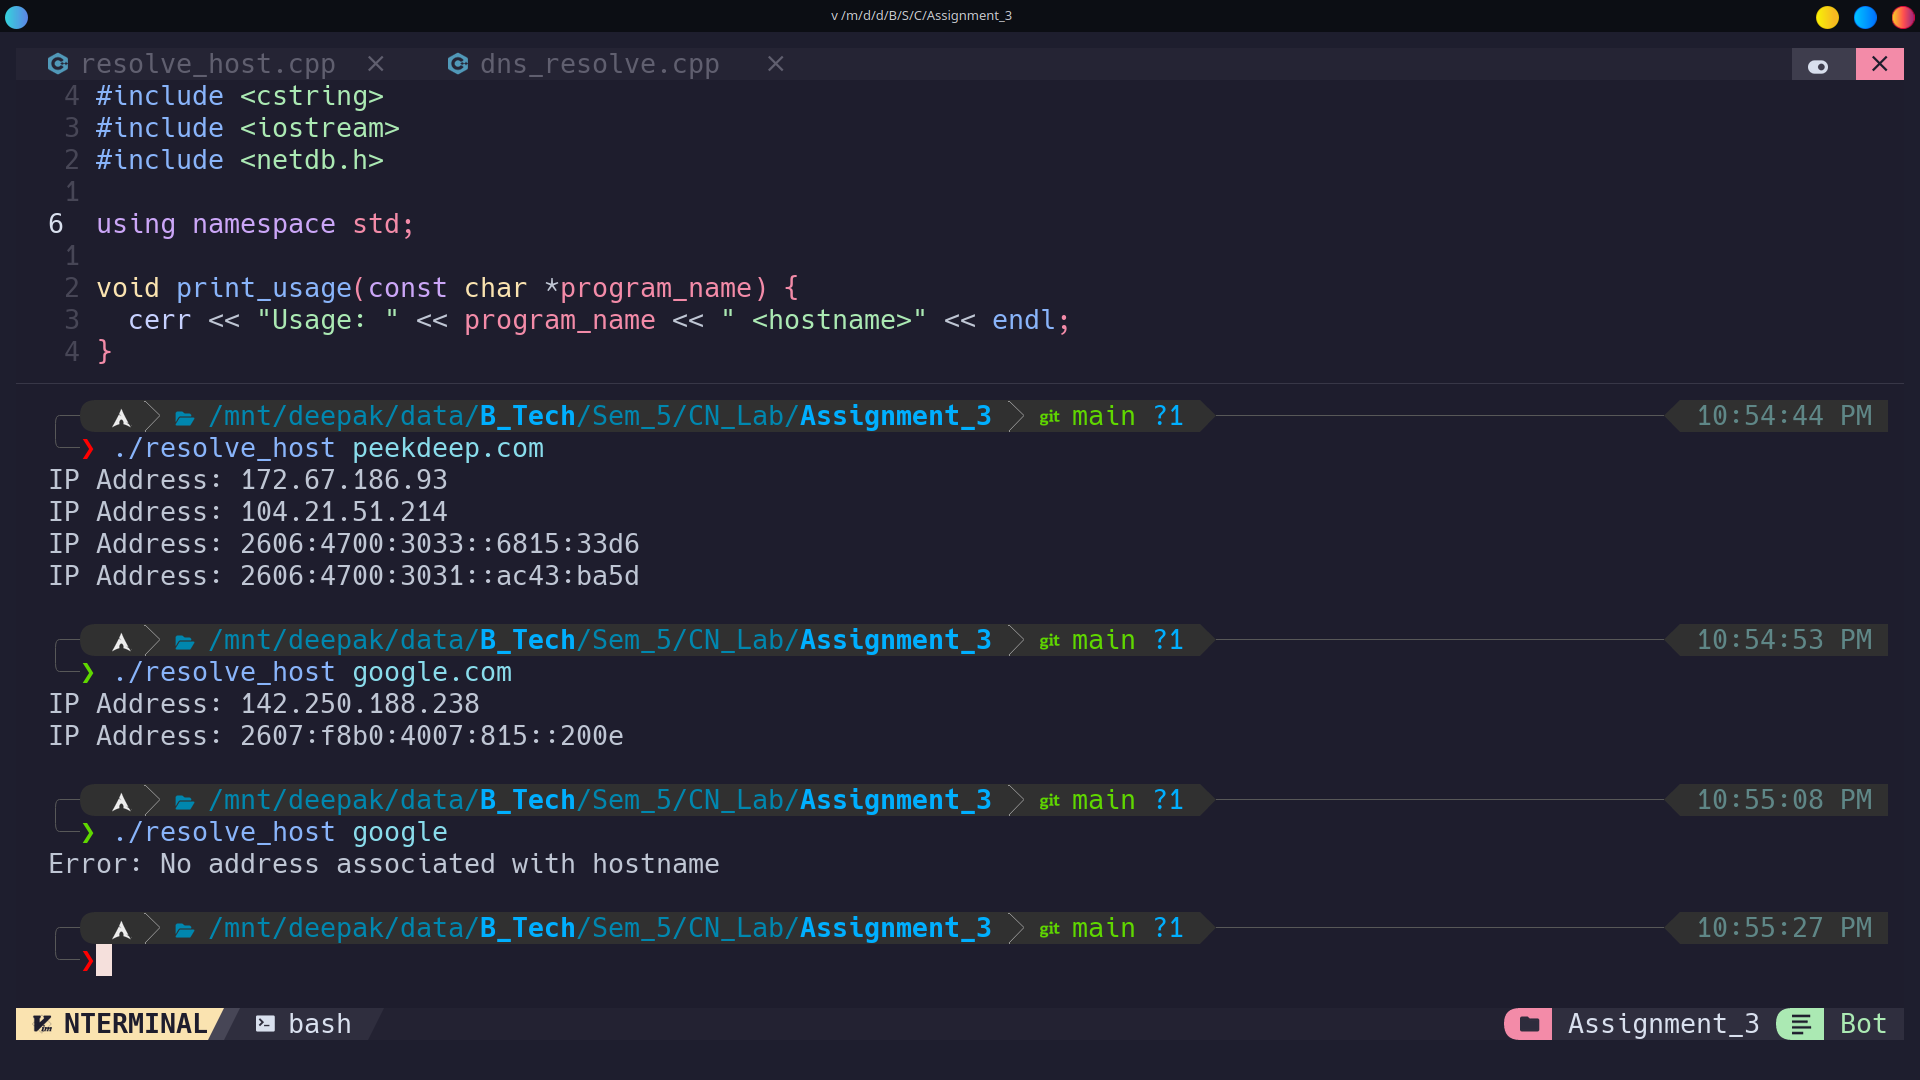 v /m/d/d/B/S/C/Assignment_3
resolve_host.cpp dns_resolve.cpp
4 #include <cstring>
3 #include <iostream>
2 #include <netdb.h>
1
6 using namespace std;
1
2 void print_usage(const char *program_name) {
3 cerr << "Usage: " << program_name << " <hostname>" << endl;
4 }
/mnt/deepak/data/B_Tech/Sem_5/CN_Lab/Assignment_3 git main ?1 10:54:44 PM
❯ ./resolve_host peekdeep.com
IP Address: 172.67.186.93
IP Address: 104.21.51.214
IP Address: 2606:4700:3033::6815:33d6
IP Address: 2606:4700:3031::ac43:ba5d
/mnt/deepak/data/B_Tech/Sem_5/CN_Lab/Assignment_3 git main ?1 10:54:53 PM
❯ ./resolve_host google.com
IP Address: 142.250.188.238
IP Address: 2607:f8b0:4007:815::200e
/mnt/deepak/data/B_Tech/Sem_5/CN_Lab/Assignment_3 git main ?1 10:55:08 PM
❯ ./resolve_host google
Error: No address associated with hostname
/mnt/deepak/data/B_Tech/Sem_5/CN_Lab/Assignment_3 git main ?1 10:55:27 PM
❯
NTERMINAL bash Assignment_3 Bot